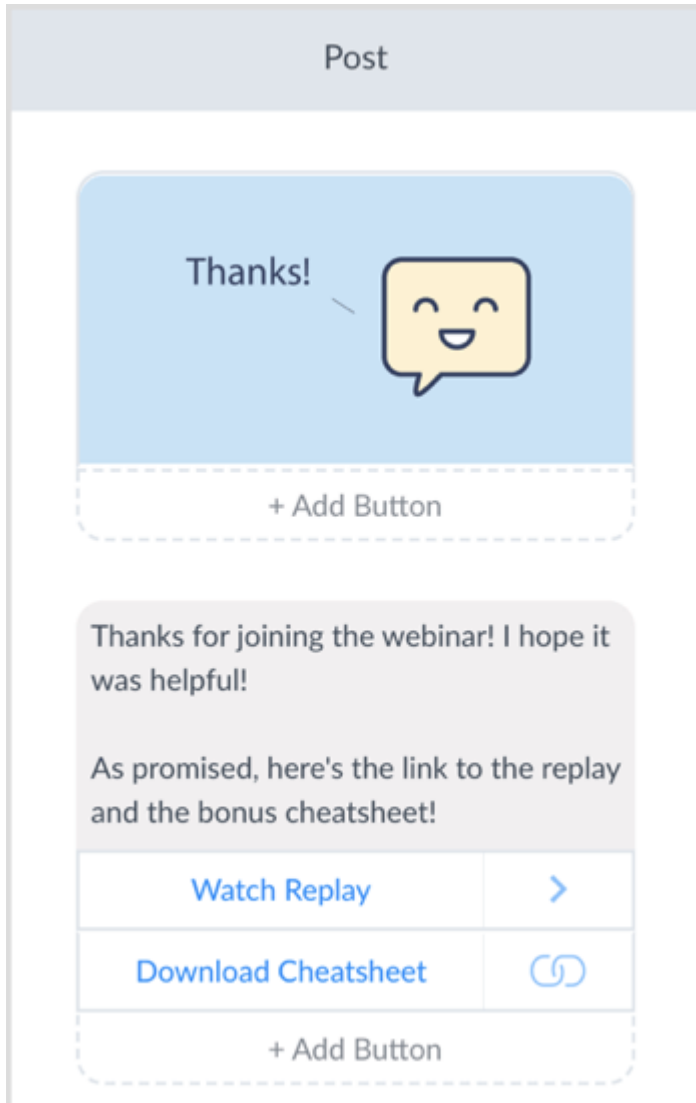 Post
Thanks!
+ Add Button
Thanks for joining the webinar! I hope it
was helpful!
As promised, here's the link to the replay
and the bonus cheatsheet!
Watch Replay
Download Cheatsheet
+ Add Button